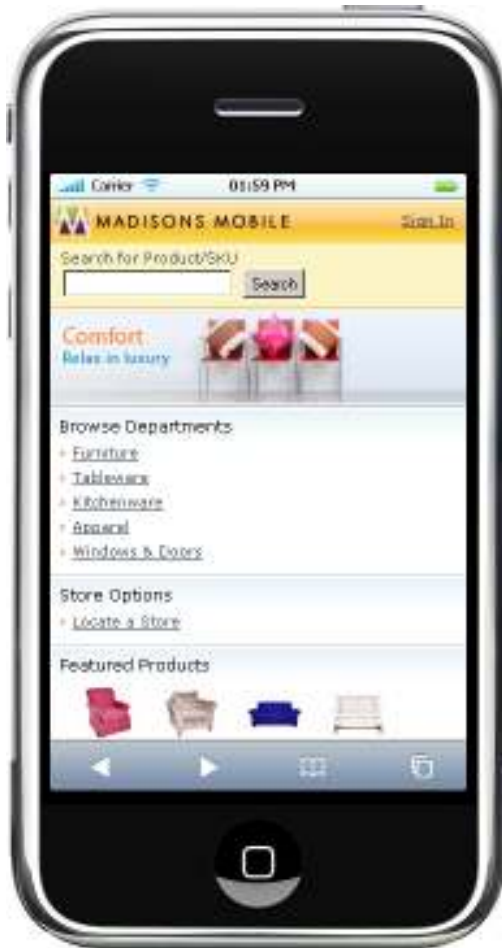 Carrier 01:59 PM
MADISONS MOBILE Sign In
Search for Product/SKU
Search
Comfort
Relax in luxury
Browse Departments
Furniture
Tableware
Kitchenware
Apparel
Windows & Doors
Store Options
Locate a Store
Featured Products